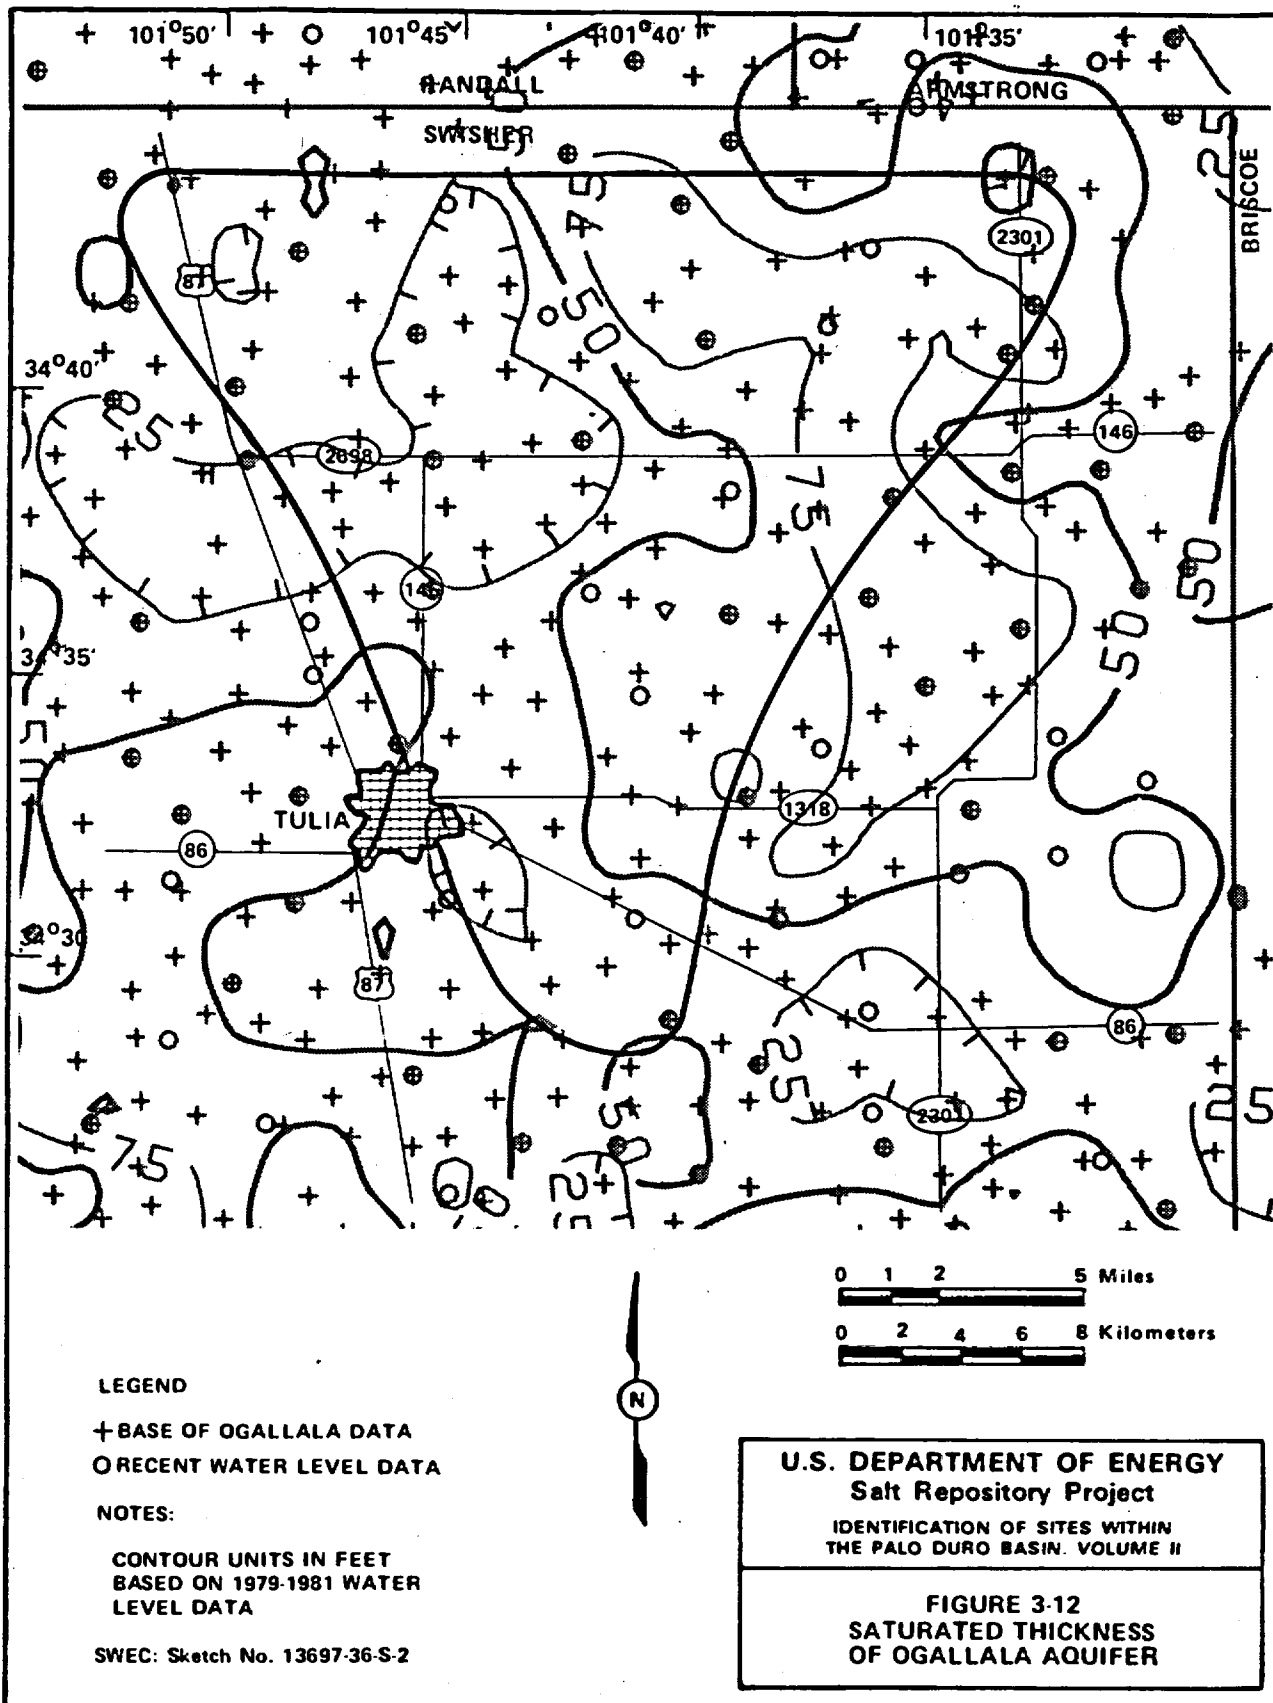 101°50' 101°45' 101°40' 101°35'
RANDALL
ARMSTRONG
SWISHER
BRISCOE
25
50
2301
87
34°40'
25
146
2698
75
50
146
50
34°35'
TULIA
1318
86
34°30'
87
86
25
2301
25
50
75
25
0 1 2 5 Miles
0 2 4 6 8 Kilometers
N
LEGEND
+ BASE OF OGALLALA DATA
O RECENT WATER LEVEL DATA
NOTES:
CONTOUR UNITS IN FEET
BASED ON 1979-1981 WATER
LEVEL DATA
SWEC: Sketch No. 13697-36-S-2
U.S. DEPARTMENT OF ENERGY
Salt Repository Project
IDENTIFICATION OF SITES WITHIN
THE PALO DURO BASIN. VOLUME II
FIGURE 3-12
SATURATED THICKNESS
OF OGALLALA AQUIFER